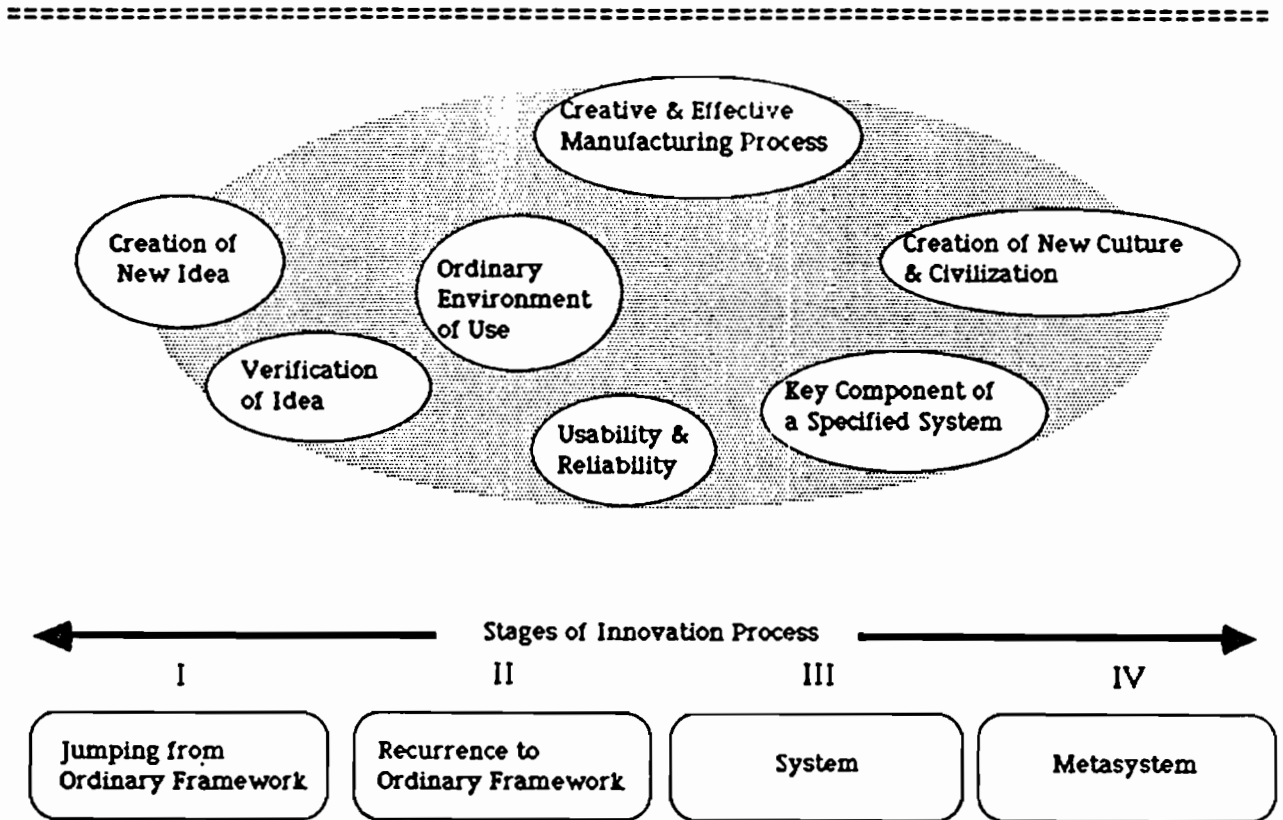 Creative & Effective
Manufacturing Process
Creation of
New Idea
Ordinary
Environment
of Use
Creation of New Culture
& Civilization
Verification
of Idea
Key Component of
a Specified System
Usability &
Reliability
Stages of Innovation Process
I
II
III
IV
Jumping from
Ordinary Framework
Recurrence to
Ordinary Framework
System
Metasystem